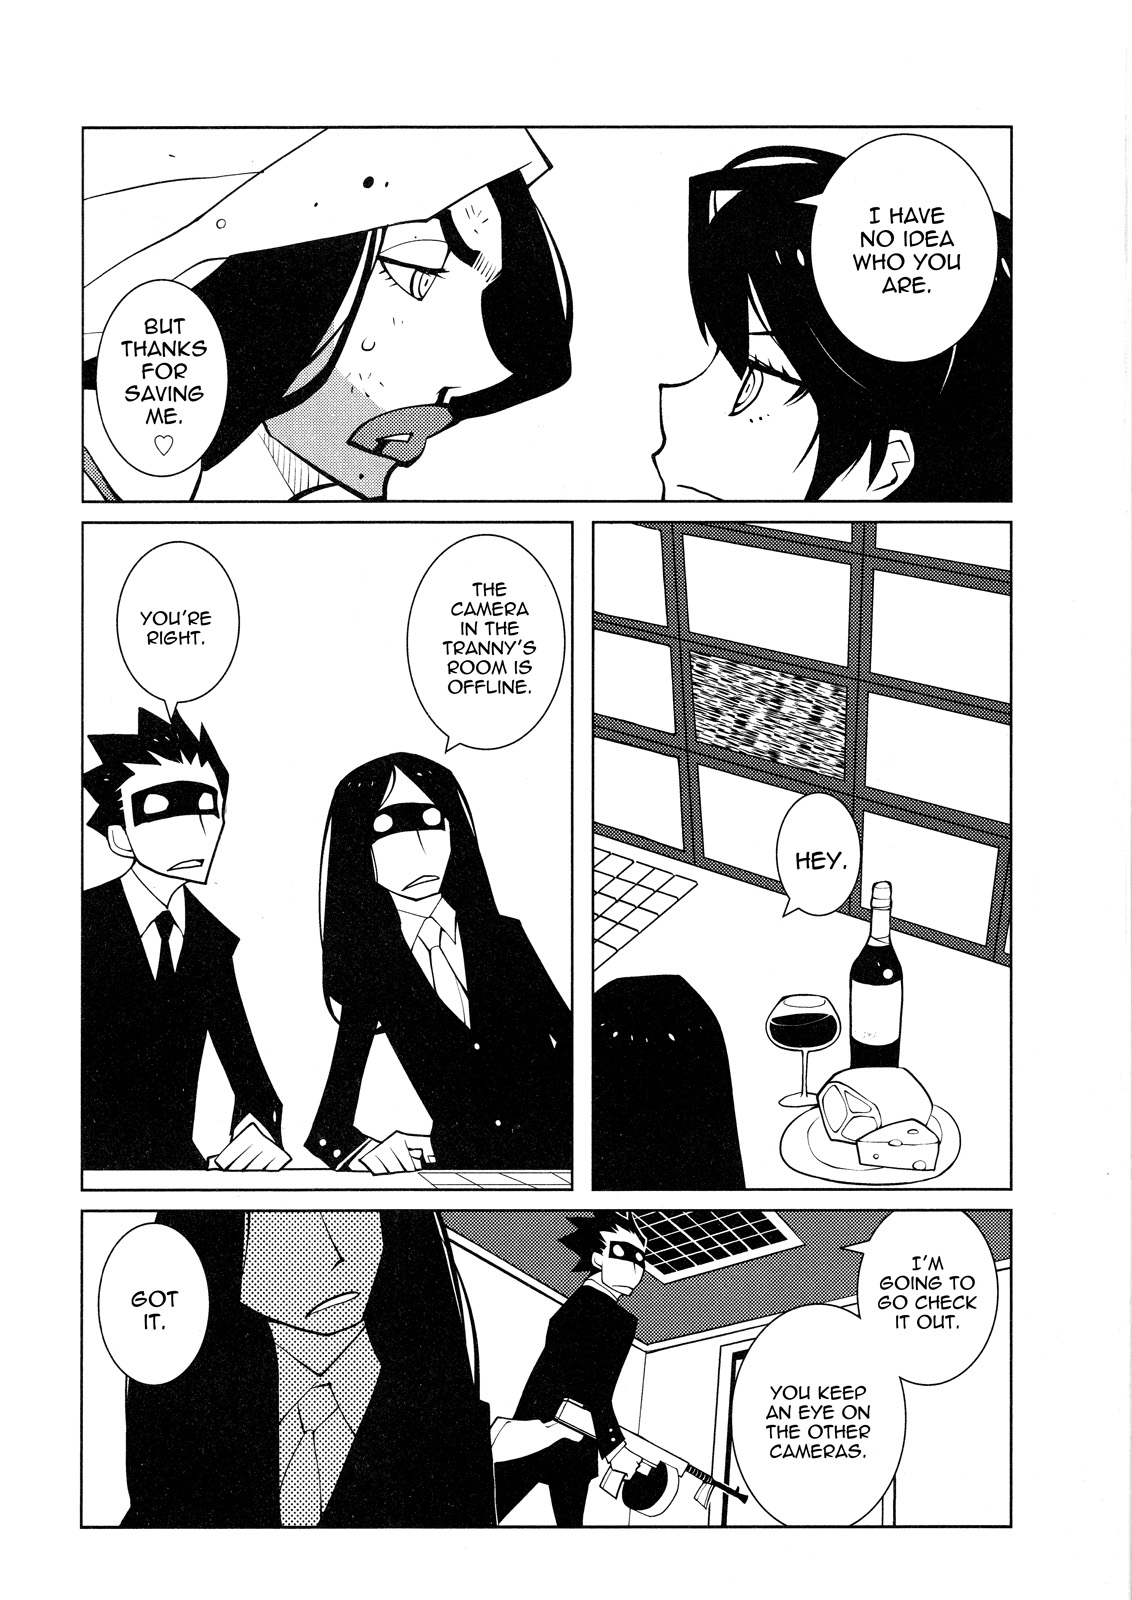 I HAVE
NO IDEA
WHO YOU
ARE.
BUT
THANKS
FOR
SAVING
ME.
♡
HEY.
THE
CAMERA
IN THE
TRANNY'S
ROOM IS
OFFLINE.
YOU'RE
RIGHT.
I'M
GOING TO
GO CHECK
IT OUT.
YOU KEEP
AN EYE ON
THE OTHER
CAMERAS.
GOT
IT.